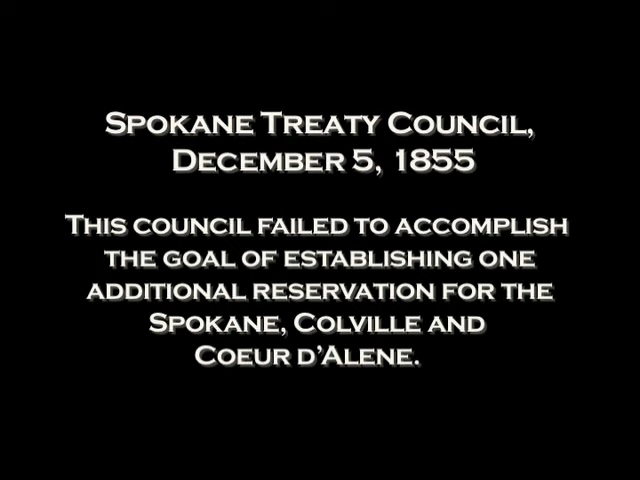 Spokane Treaty Council,
December 5, 1855
This council failed to accomplish
the goal of establishing one
additional reservation for the
Spokane, Colville and
Coeur d’Alene.